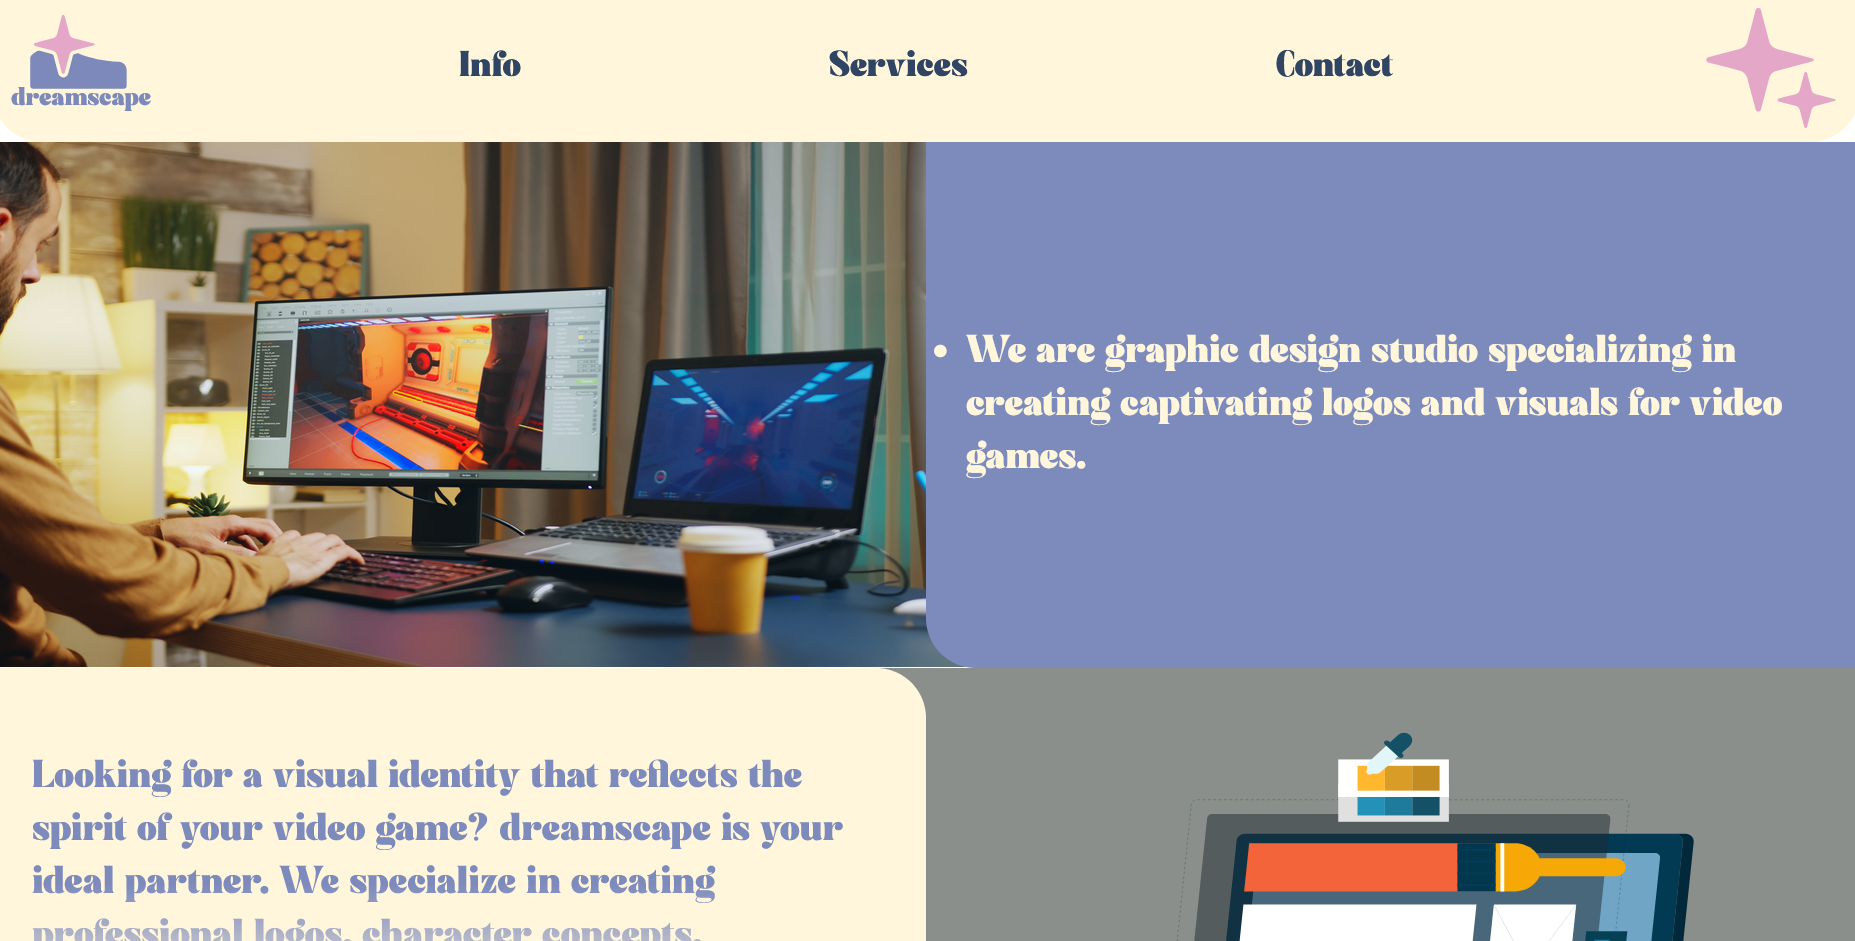 dreamscape
Info
Services
Contact
• We are graphic design studio specializing in
creating captivating logos and visuals for video
games.
Looking for a visual identity that reflects the
spirit of your video game? dreamscape is your
ideal partner. We specialize in creating
professional logos, character concepts,